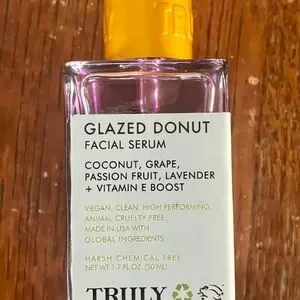 GLAZED DONUT
FACIAL SERUM
COCONUT, GRAPE,
PASSION FRUIT, LAVENDER
+ VITAMIN E BOOST
VEGAN, CLEAN, HIGH PERFORMING,
ANIMAL CRUELTY-FREE,
MADE IN USA WITH
GLOBAL INGREDIENTS
HARSH CHEMICAL FREE
NET WT 1.7 FL.OZ. (50 ML)
TRULY